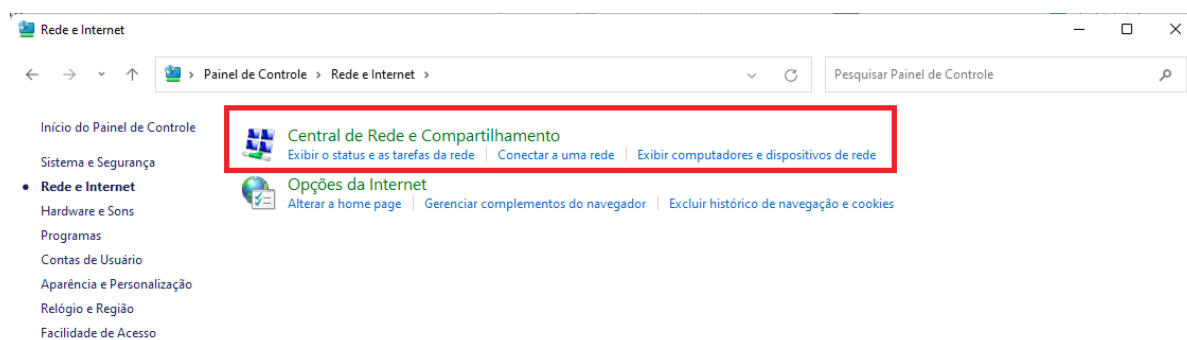 Rede e Internet
Painel de Controle > Rede e Internet >
Pesquisar Painel de Controle
Início do Painel de Controle
Sistema e Segurança
Rede e Internet
Hardware e Sons
Programas
Contas de Usuário
Aparência e Personalização
Relógio e Região
Facilidade de Acesso
Central de Rede e Compartilhamento
Exibir o status e as tarefas da rede | Conectar a uma rede | Exibir computadores e dispositivos de rede
Opções da Internet
Alterar a home page | Gerenciar complementos do navegador | Excluir histórico de navegação e cookies